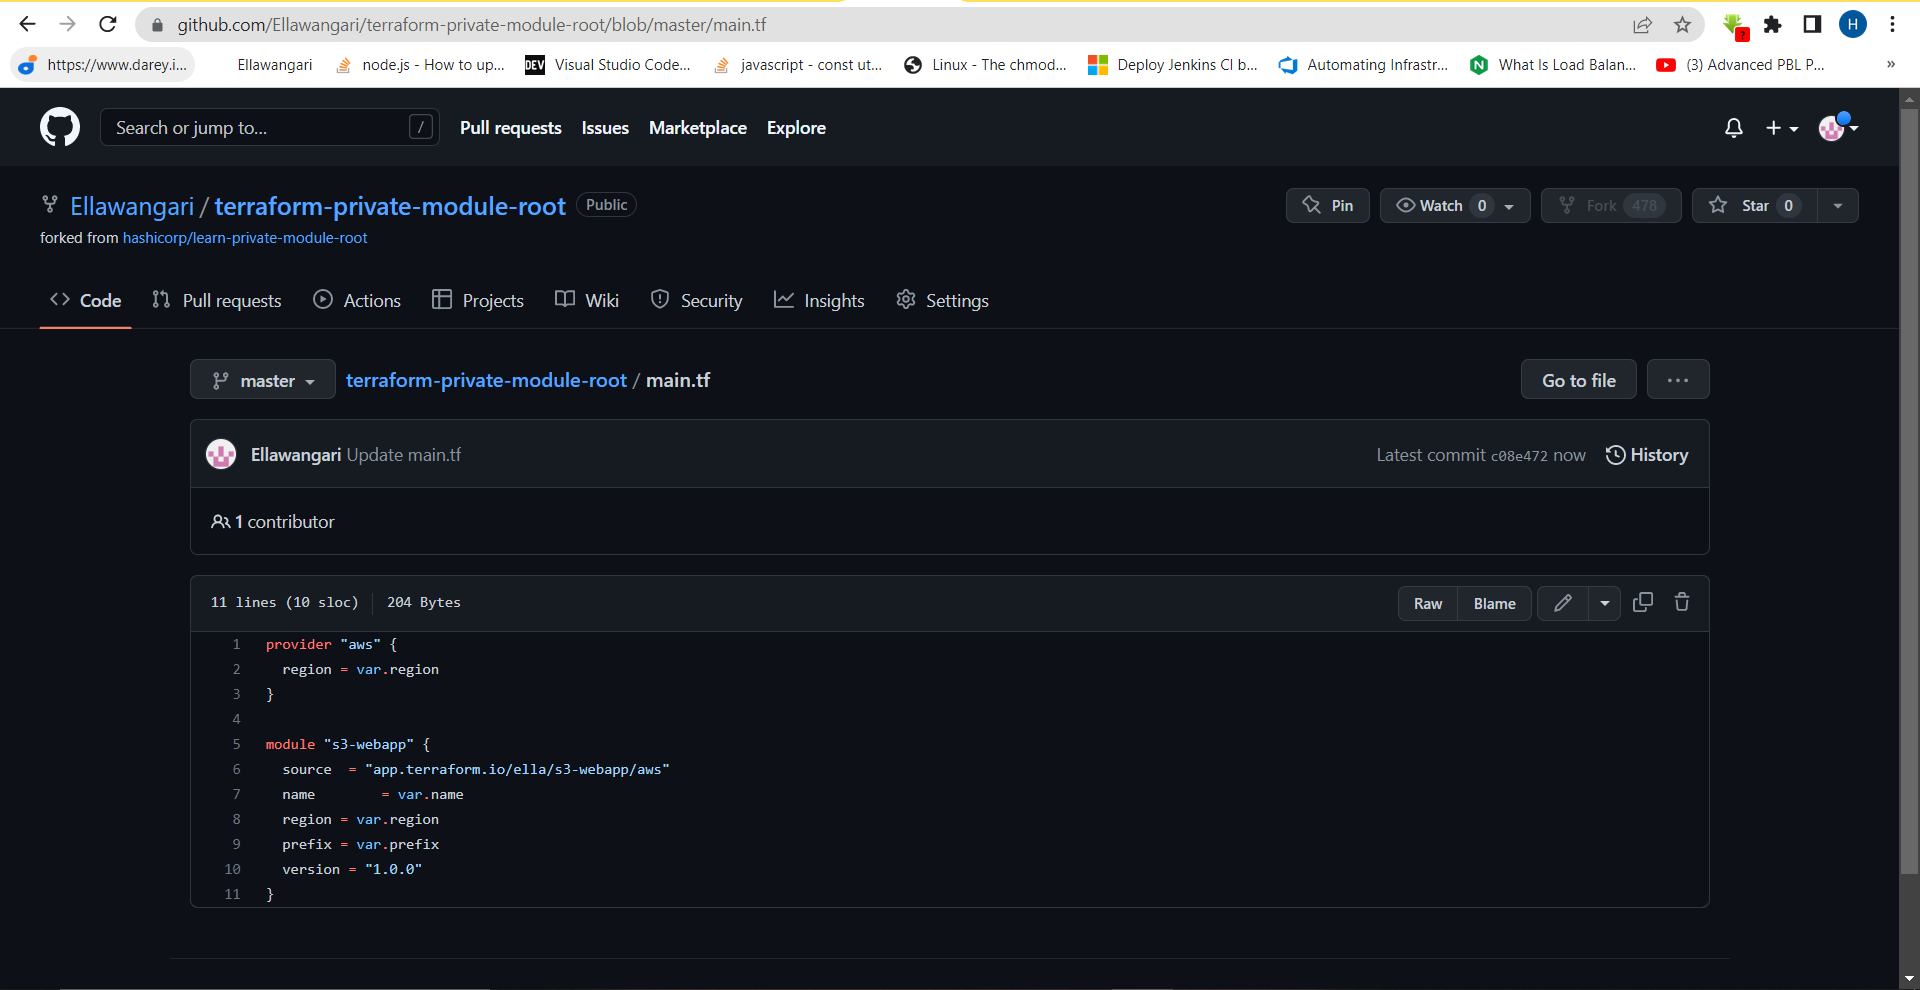 github.com/Ellawangari/terraform-private-module-root/blob/master/main.tf
?
H
https://www.darey.i...
Ellawangari
node.js - How to up...
DEV
Visual Studio Code...
javascript - const ut...
Linux - The chmod...
Deploy Jenkins CI b...
Automating Infrastr...
N
What Is Load Balan...
(3) Advanced PBL P...
»
Search or jump to...
/
Pull requests
Issues
Marketplace
Explore
Ellawangari / terraform-private-module-root
Public
Pin
Watch 0
Fork 478
Star 0
forked from hashicorp/learn-private-module-root
Code
Pull requests
Actions
Projects
Wiki
Security
Insights
Settings
master
terraform-private-module-root / main.tf
Go to file
...
Ellawangari Update main.tf
Latest commit c08e472 now
History
1 contributor
11 lines (10 sloc)
204 Bytes
Raw
Blame
1 provider "aws" {
2 region = var.region
3 }
4
5 module "s3-webapp" {
6 source  = "app.terraform.io/ella/s3-webapp/aws"
7 name        = var.name
8 region = var.region
9 prefix = var.prefix
10 version = "1.0.0"
11 }